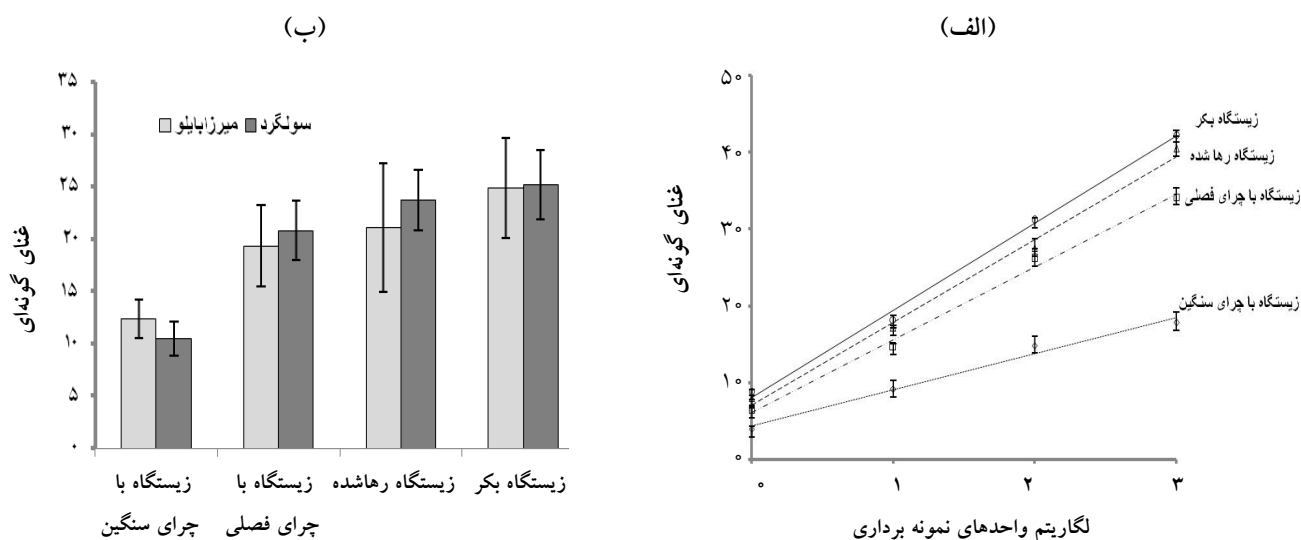 (الف)
۵۰
۴۰
۳۰
۲۰
۱۰
۰
غنای گونه‌ای
زیستگاه بکر
زیستگاه رها شده
زیستگاه با چرای فصلی
زیستگاه با چرای سنگین
۰ ۱ ۲ ۳
لگاریتم واحدهای نمونه برداری
(ب)
۳۵
۳۰
۲۵
۲۰
۱۵
۱۰
۵
۰
غنای گونه‌ای
میرزابایلو سولگرد
زیستگاه با
چرای سنگین
زیستگاه با
چرای فصلی
زیستگاه رهاشده
زیستگاه بکر